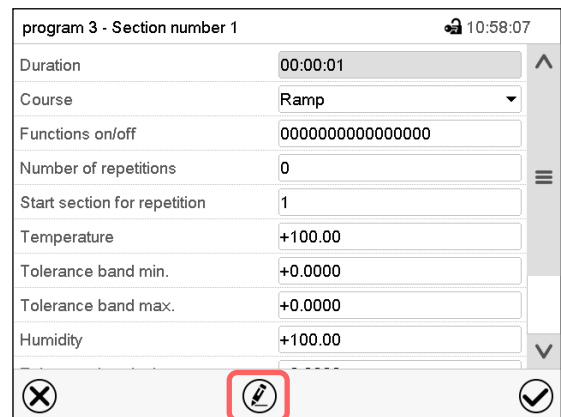 program 3 - Section number 1 10:58:07
Duration 00:00:01
Course Ramp
Functions on/off 0000000000000000
Number of repetitions 0
Start section for repetition 1
Temperature +100.00
Tolerance band min. +0.0000
Tolerance band max. +0.0000
Humidity +100.00